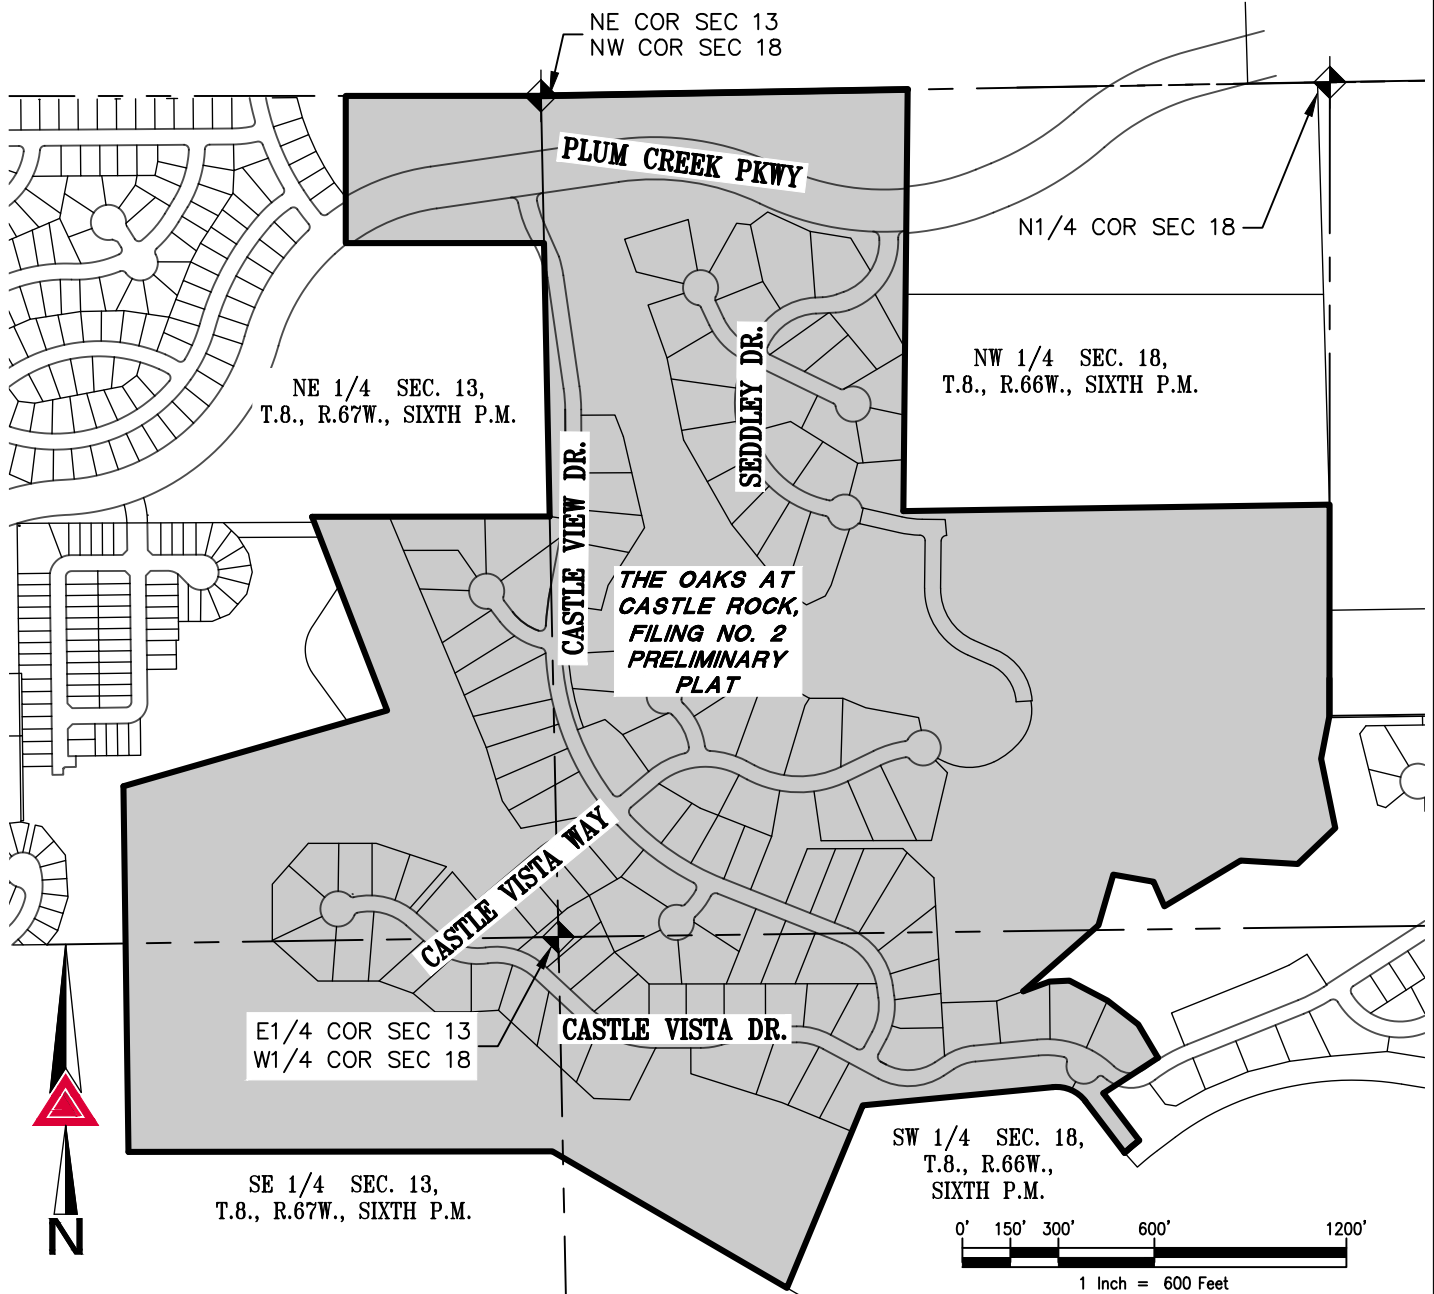 NE COR SEC 13
NW COR SEC 18
PLUM CREEK PKWY
N1/4 COR SEC 18
NE 1/4 SEC. 13,
T.8., R.67W., SIXTH P.M.
SEDDLEY DR.
NW 1/4 SEC. 18,
T.8., R.66W., SIXTH P.M.
CASTLE VIEW DR.
THE OAKS AT
CASTLE ROCK,
FILING NO. 2
PRELIMINARY
PLAT
CASTLE VISTA WAY
E1/4 COR SEC 13
W1/4 COR SEC 18
CASTLE VISTA DR.
SW 1/4 SEC. 18,
T.8., R.66W.,
SIXTH P.M.
SE 1/4 SEC. 13,
T.8., R.67W., SIXTH P.M.
N
0' 150' 300' 600' 1200'
1 Inch = 600 Feet